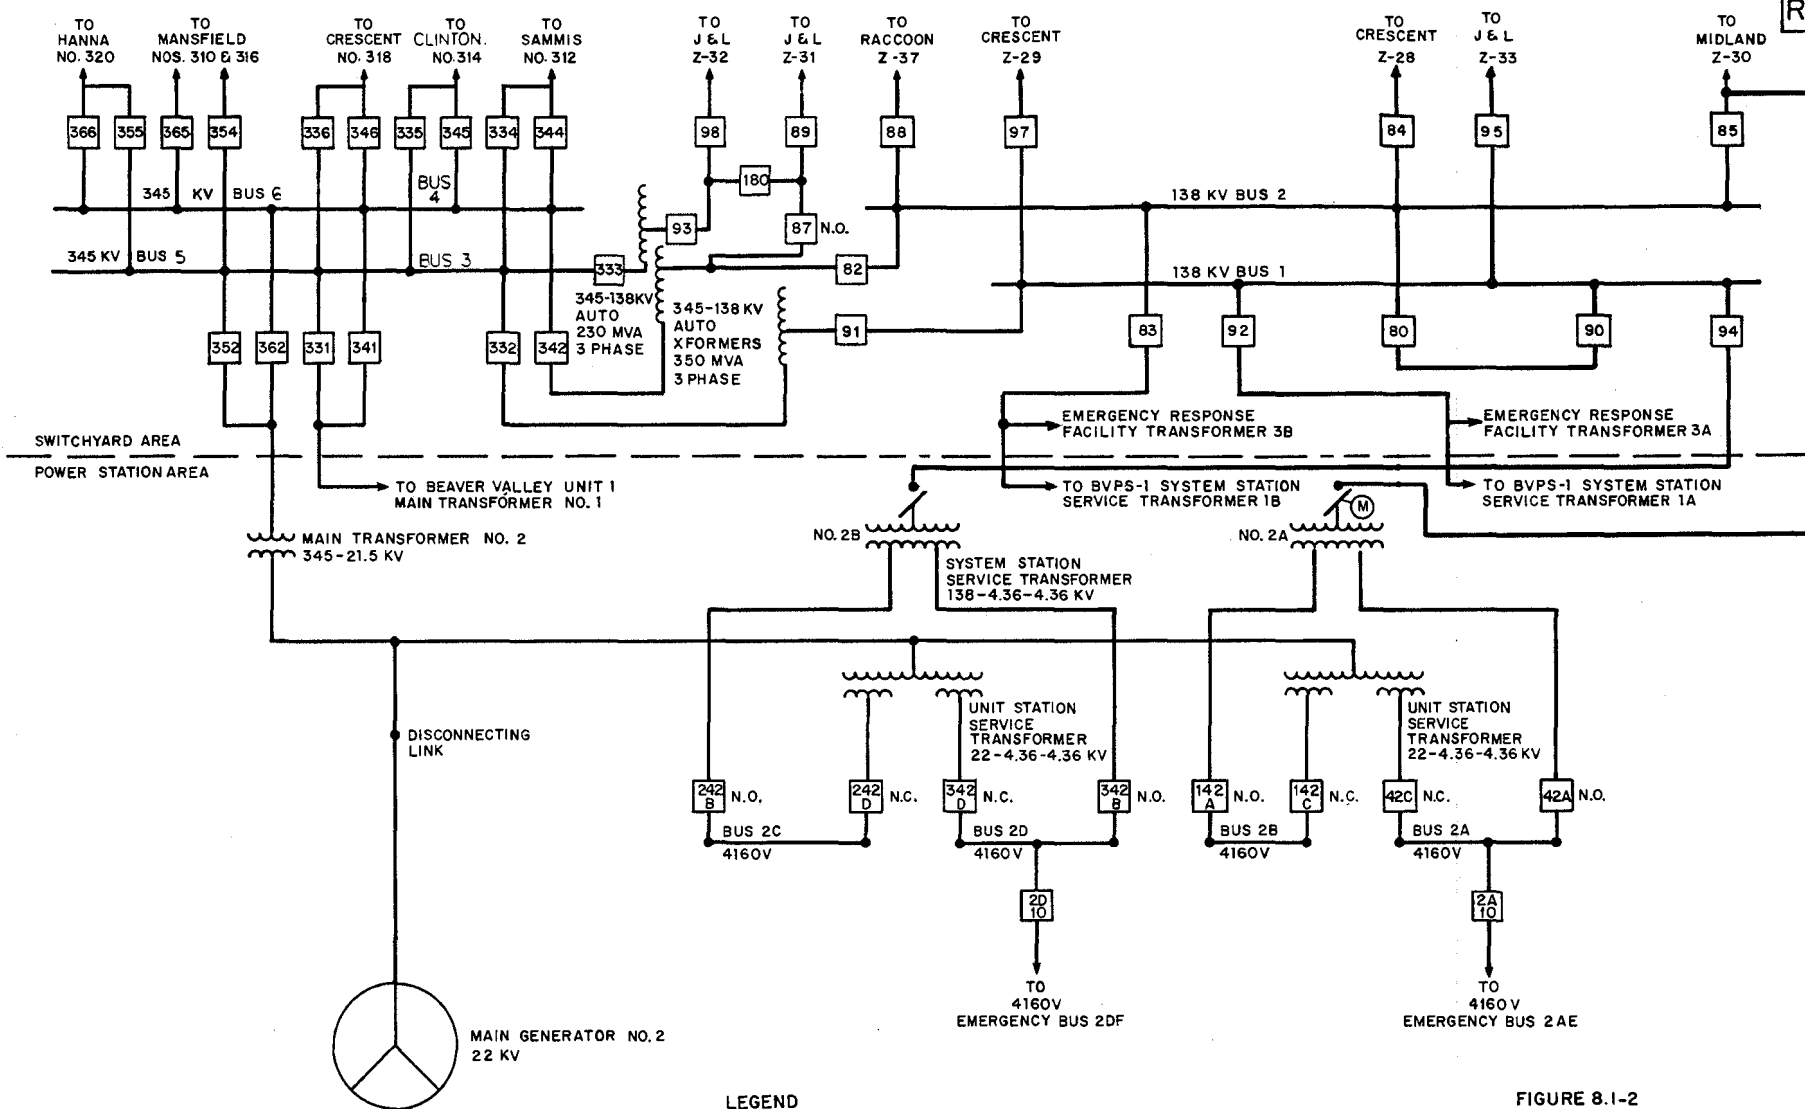 R
TO
HANNA
NO. 320
TO
MANSFIELD
NOS. 310 & 316
TO
CRESCENT
NO. 318
TO
CLINTON.
NO. 314
TO
SAMMIS
NO. 312
TO
J & L
Z-32
TO
J & L
Z-31
TO
RACCOON
Z-37
TO
CRESCENT
Z-29
TO
CRESCENT
Z-28
TO
J & L
Z-33
TO
MIDLAND
Z-30
366
355
365
354
336
346
335
345
334
344
98
89
88
97
84
95
85
180
345 KV BUS 6
BUS
4
138 KV BUS 2
93
87 N.O.
345 KV BUS 5
BUS 3
333
82
138 KV BUS 1
345-138KV
AUTO
230 MVA
3 PHASE
345-138 KV
AUTO
XFORMERS
350 MVA
3 PHASE
352
362
331
341
332
342
91
83
92
80
90
94
EMERGENCY RESPONSE
FACILITY TRANSFORMER 3B
EMERGENCY RESPONSE
FACILITY TRANSFORMER 3A
SWITCHYARD AREA
POWER STATION AREA
TO BEAVER VALLEY UNIT 1
MAIN TRANSFORMER NO. 1
TO BVPS-1 SYSTEM STATION
SERVICE TRANSFORMER 1B
TO BVPS-1 SYSTEM STATION
SERVICE TRANSFORMER 1A
M
MAIN TRANSFORMER NO. 2
345-21.5 KV
NO. 2B
NO. 2A
SYSTEM STATION
SERVICE TRANSFORMER
138-4.36-4.36 KV
DISCONNECTING
LINK
UNIT STATION
SERVICE
TRANSFORMER
22-4.36-4.36 KV
UNIT STATION
SERVICE
TRANSFORMER
22-4.36-4.36 KV
242
B N.O.
242
D N.C.
342
D N.C.
342
B N.O.
142
A N.O.
142
C N.C.
42C N.C.
42A N.O.
BUS 2C
4160V
BUS 2D
4160V
BUS 2B
4160V
BUS 2A
4160V
2D
10
2A
10
TO
4160V
EMERGENCY BUS 2DF
TO
4160V
EMERGENCY BUS 2AE
MAIN GENERATOR NO. 2
22 KV
LEGEND
FIGURE 8.1-2